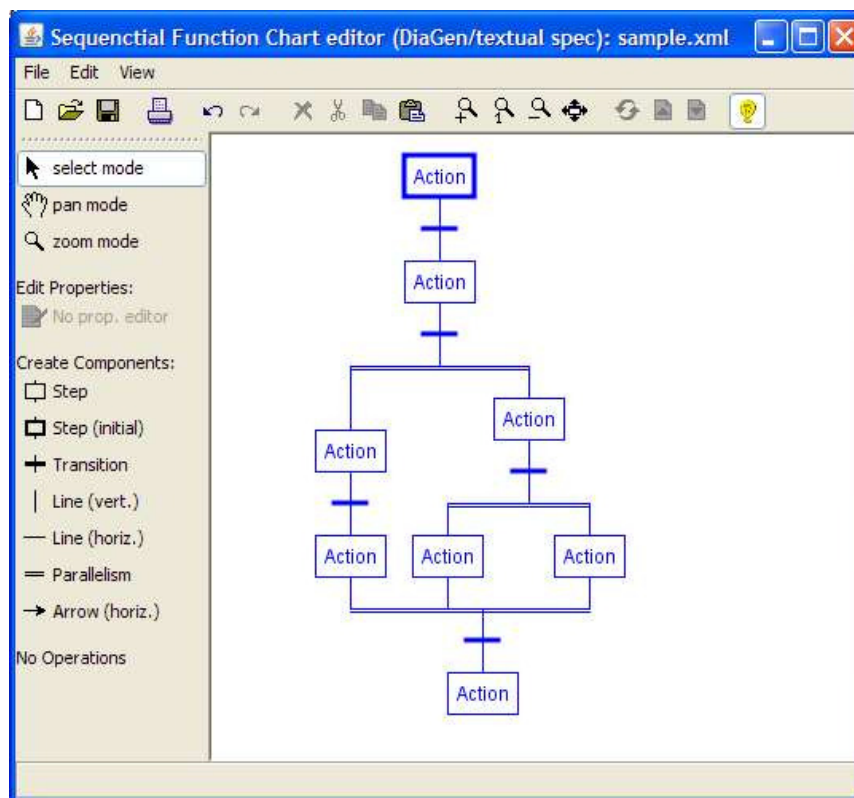 Sequenctial Function Chart editor (DiaGen/textual spec): sample.xml
File Edit View
select mode
pan mode
zoom mode
Edit Properties:
No prop. editor
Create Components:
Step
Step (initial)
Transition
Line (vert.)
Line (horiz.)
Parallelism
Arrow (horiz.)
No Operations
Action
Action
Action
Action
Action
Action
Action
Action